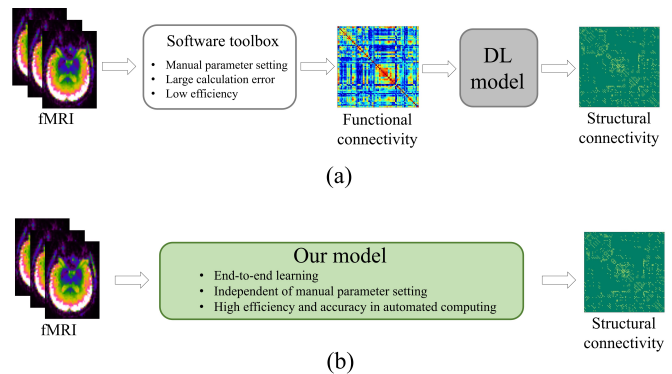 Software toolbox
• Manual parameter setting
• Large calculation error
• Low efficiency
fMRI
DL
model
Functional
connectivity
Structural
connectivity
(a)
Our model
• End-to-end learning
• Independent of manual parameter setting
• High efficiency and accuracy in automated computing
fMRI
Structural
connectivity
(b)